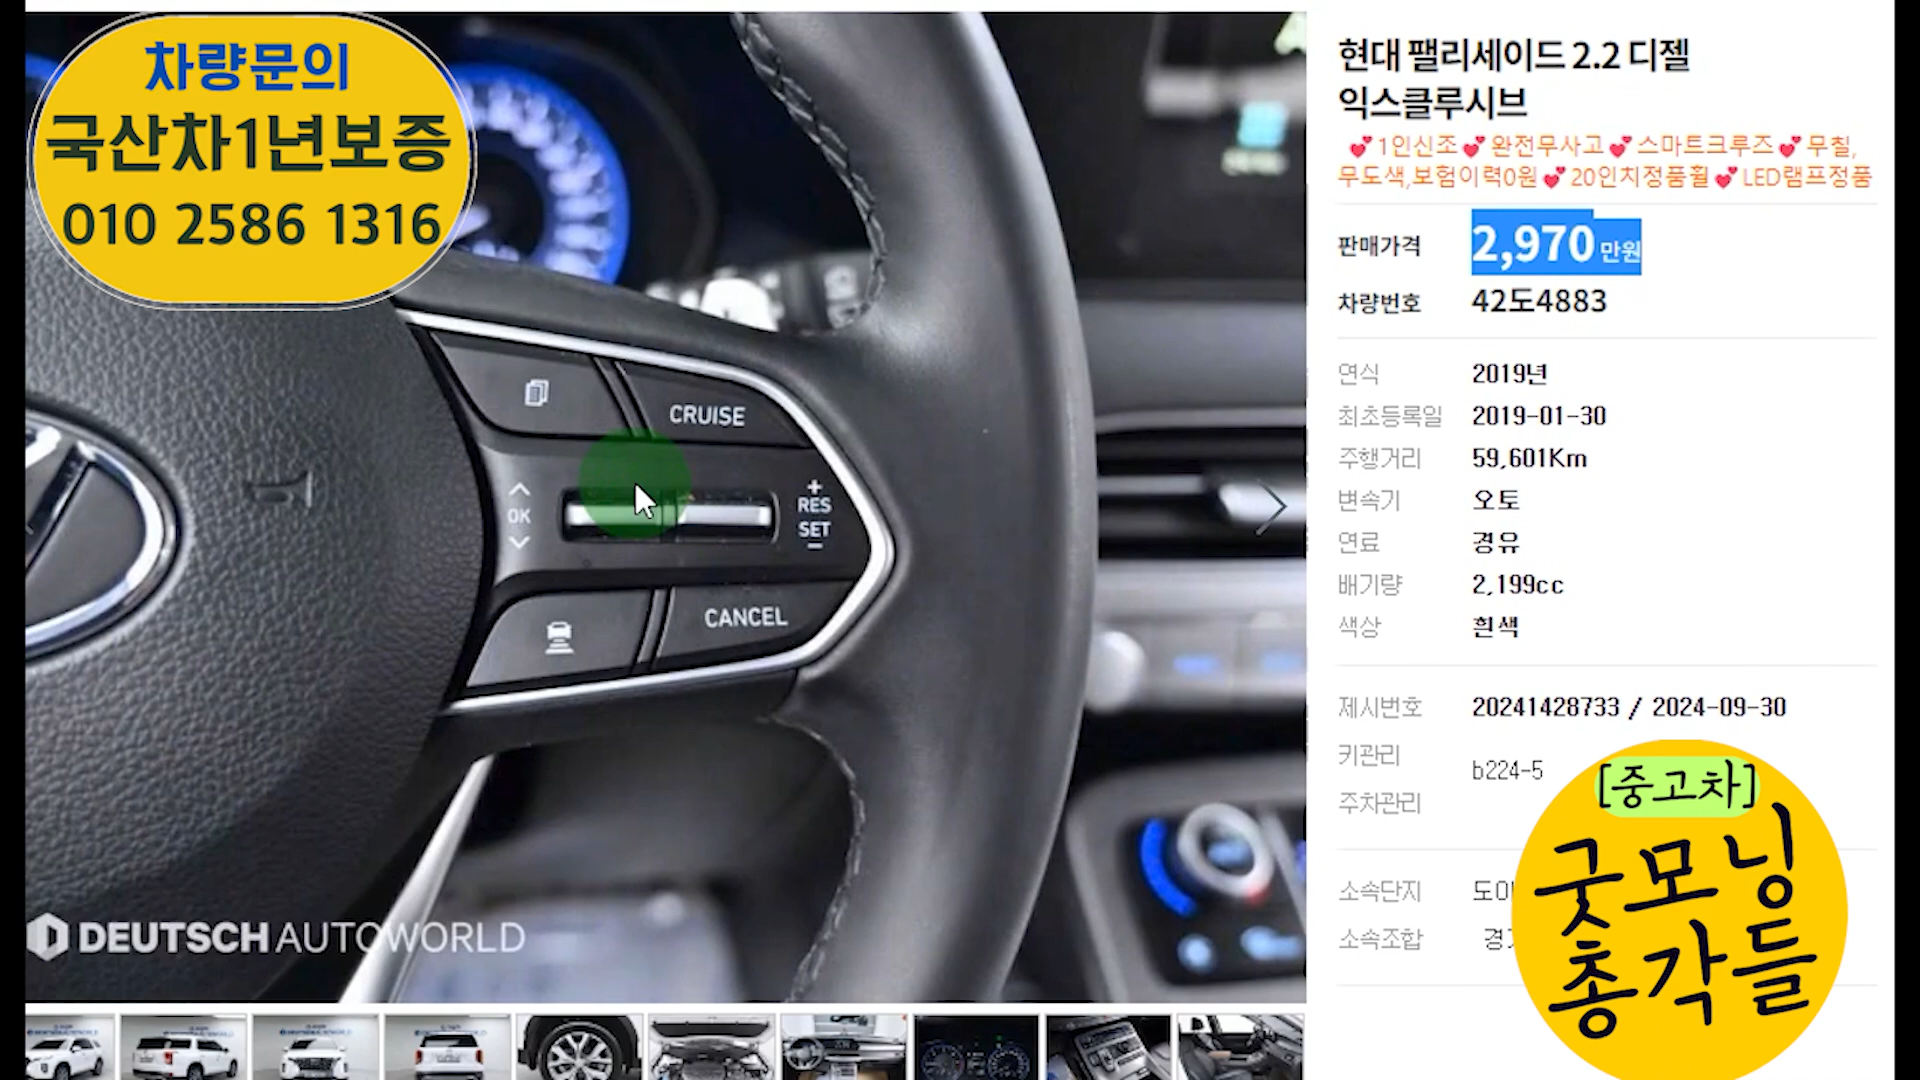 차량문의
국산차1년보증
010 2586 1316
CRUISE
OK
+
RES
SET
-
CANCEL
DEUTSCH AUTOWORLD
현대 팰리세이드 2.2 디젤
익스클루시브
💕1인신조💕완전무사고💕스마트크루즈💕무칠,
무도색,보험이력0원💕20인치정품휠💕LED램프정품
판매가격 2,970만원
차량번호 42도4883
연식 2019년
최초등록일 2019-01-30
주행거리 59,601Km
변속기 오토
연료 경유
배기량 2,199cc
색상 흰색
제시번호 20241428733 / 2024-09-30
키관리 b224-5
주차관리
소속단지 도이
소속조합
[중고차]
굿모닝
총각들